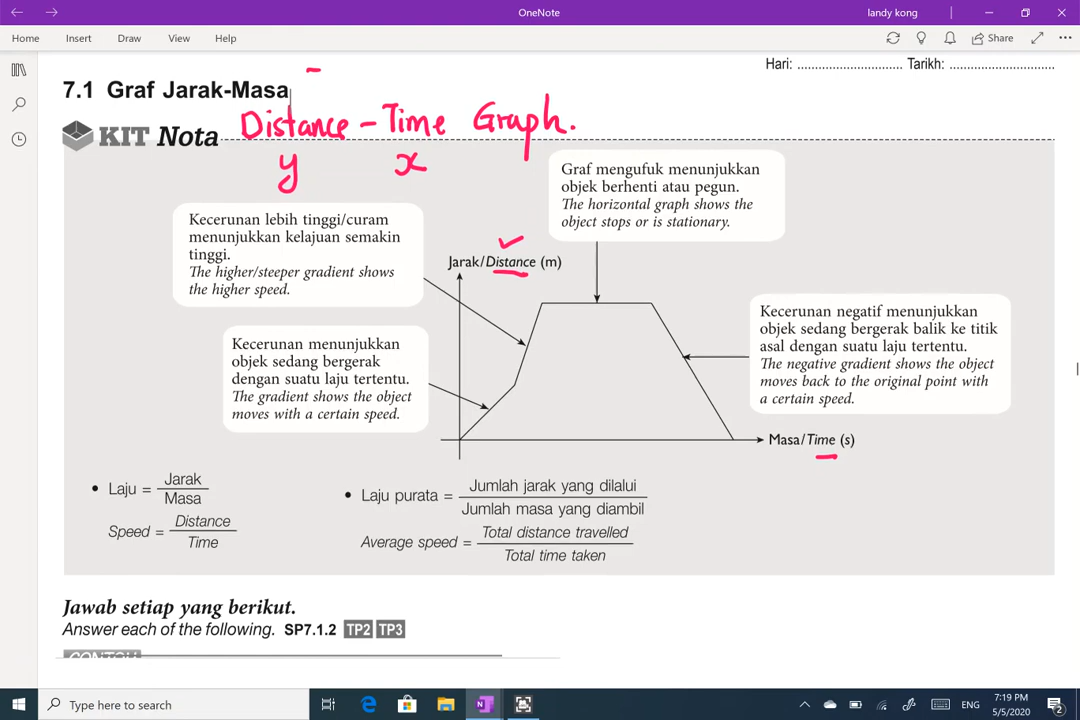 OneNote
landy kong
Home Insert Draw View Help
Share
Hari: ............................ Tarikh: ............................
7.1 Graf Jarak-Masa
Distance - Time Graph.
y x
KIT Nota
Graf mengufuk menunjukkan
objek berhenti atau pegun.
The horizontal graph shows the
object stops or is stationary.
Kecerunan lebih tinggi/curam
menunjukkan kelajuan semakin
tinggi.
The higher/steeper gradient shows
the higher speed.
Jarak/Distance (m)
Kecerunan negatif menunjukkan
objek sedang bergerak balik ke titik
asal dengan suatu laju tertentu.
The negative gradient shows the object
moves back to the original point with
a certain speed.
Kecerunan menunjukkan
objek sedang bergerak
dengan suatu laju tertentu.
The gradient shows the object
moves with a certain speed.
Masa/Time (s)
• Laju = Jarak
Masa
Speed = Distance
Time
• Laju purata = Jumlah jarak yang dilalui
Jumlah masa yang diambil
Average speed = Total distance travelled
Total time taken
Jawab setiap yang berikut.
Answer each of the following. SP7.1.2 TP2 TP3
CONTOH
Type here to search
ENG
7:19 PM
5/5/2020
2